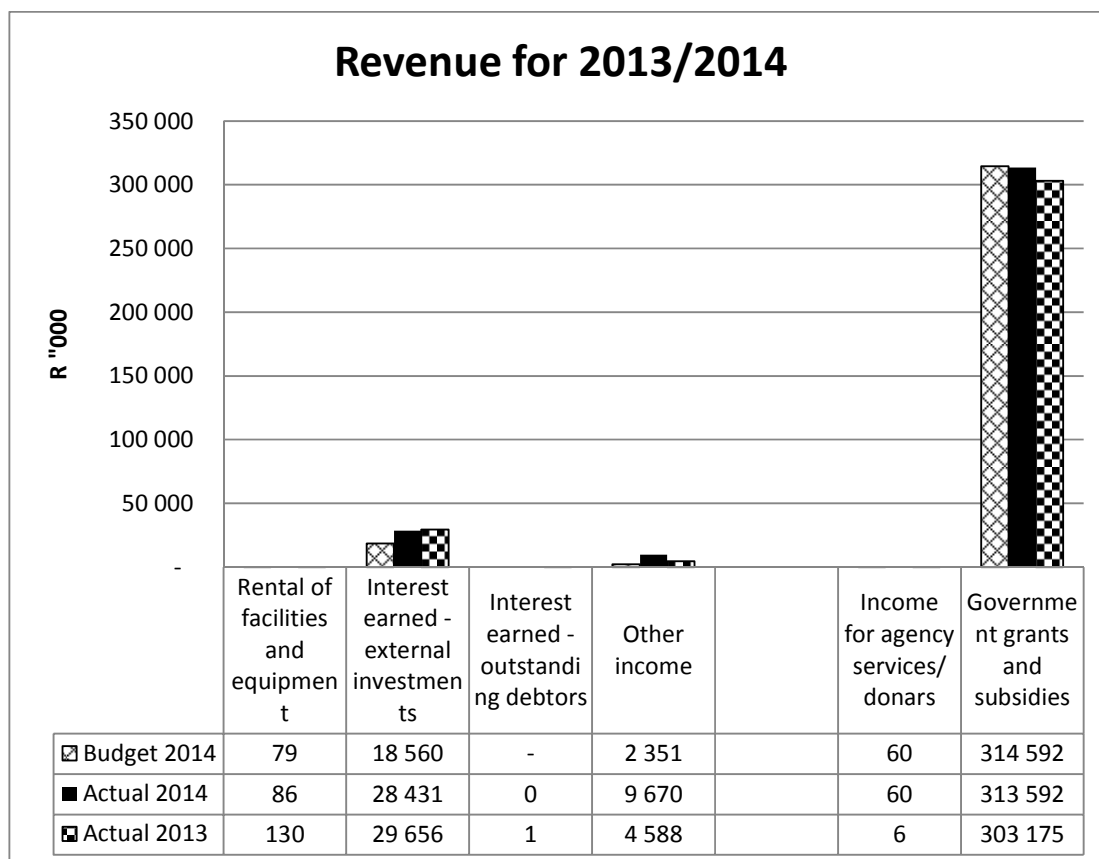 Revenue for 2013/2014
350 000
300 000
250 000
200 000
150 000
100 000
50 000
-
R "000
Rental of
facilities
and
equipmen
t
Interest
earned -
external
investmen
ts
Interest
earned -
outstandi
ng debtors
Other
income
Income
for agency
services/
donars
Governme
nt grants
and
subsidies
Budget 2014 79 18 560 - 2 351 60 314 592
Actual 2014 86 28 431 0 9 670 60 313 592
Actual 2013 130 29 656 1 4 588 6 303 175